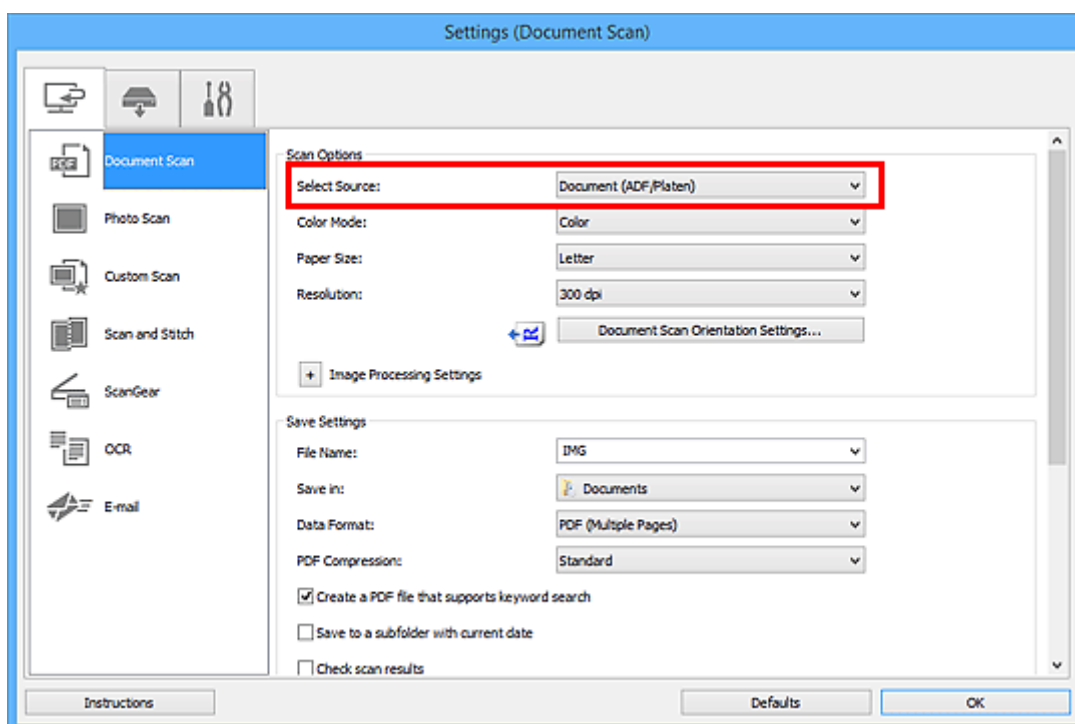 Settings (Document Scan)
PDF
Document Scan
Photo Scan
Custom Scan
Scan and Stitch
ScanGear
OCR
E-mail
Scan Options
Select Source: Document (ADF/Platen)
Color Mode: Color
Paper Size: Letter
Resolution: 300 dpi
R Document Scan Orientation Settings...
+ Image Processing Settings
Save Settings
File Name: IMG
Save in: Documents
Data Format: PDF (Multiple Pages)
PDF Compression: Standard
Create a PDF file that supports keyword search
Save to a subfolder with current date
Check scan results
Instructions Defaults OK